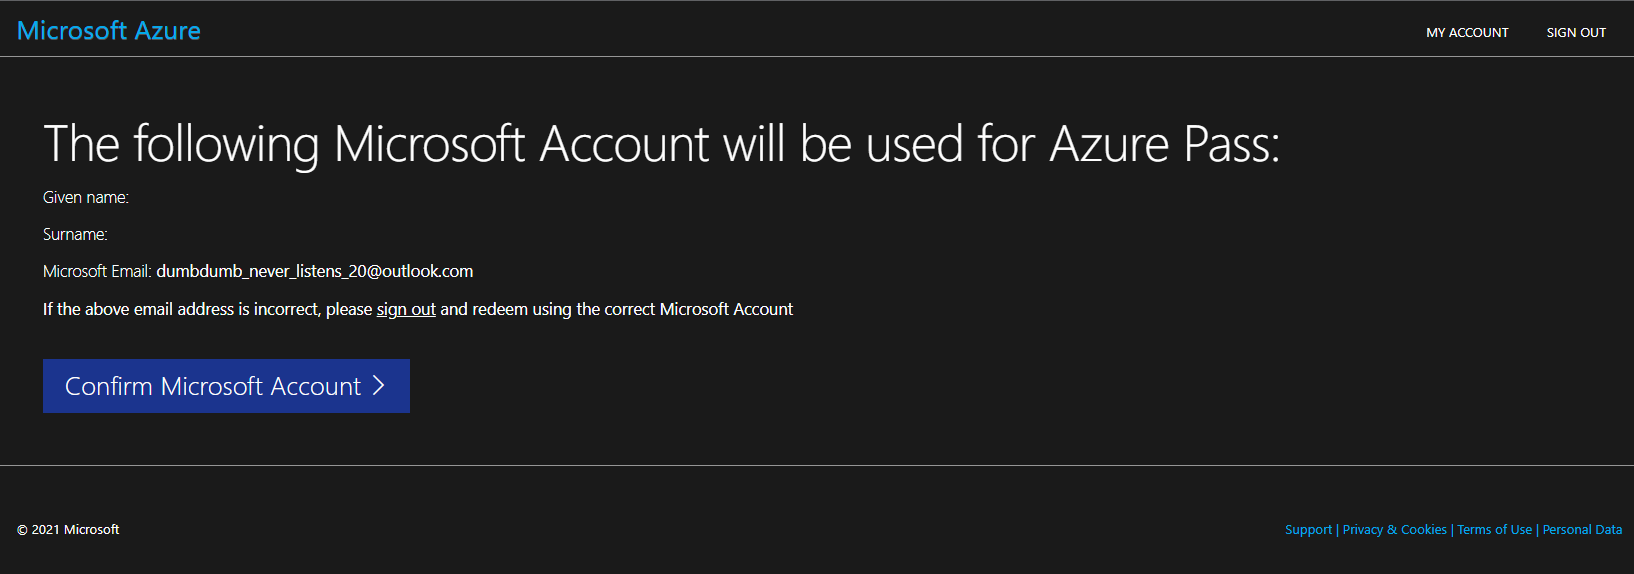 Microsoft Azure
MY ACCOUNT SIGN OUT
The following Microsoft Account will be used for Azure Pass:
Given name:
Surname:
Microsoft Email: dumbdumb_never_listens_20@outlook.com
If the above email address is incorrect, please sign out and redeem using the correct Microsoft Account
Confirm Microsoft Account >
© 2021 Microsoft
Support | Privacy & Cookies | Terms of Use | Personal Data